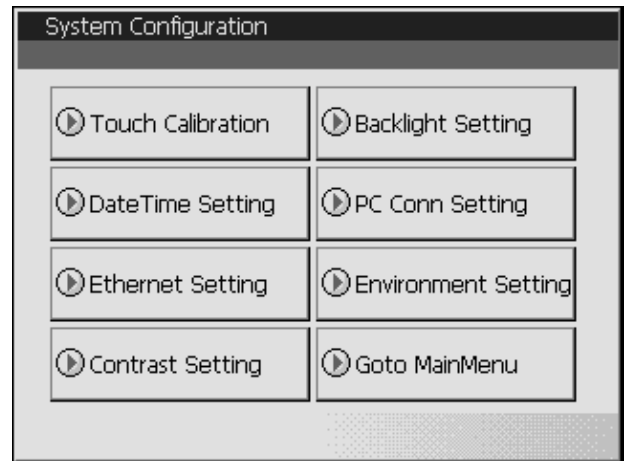 System Configuration
Touch Calibration
Backlight Setting
DateTime Setting
PC Conn Setting
Ethernet Setting
Environment Setting
Contrast Setting
Goto MainMenu